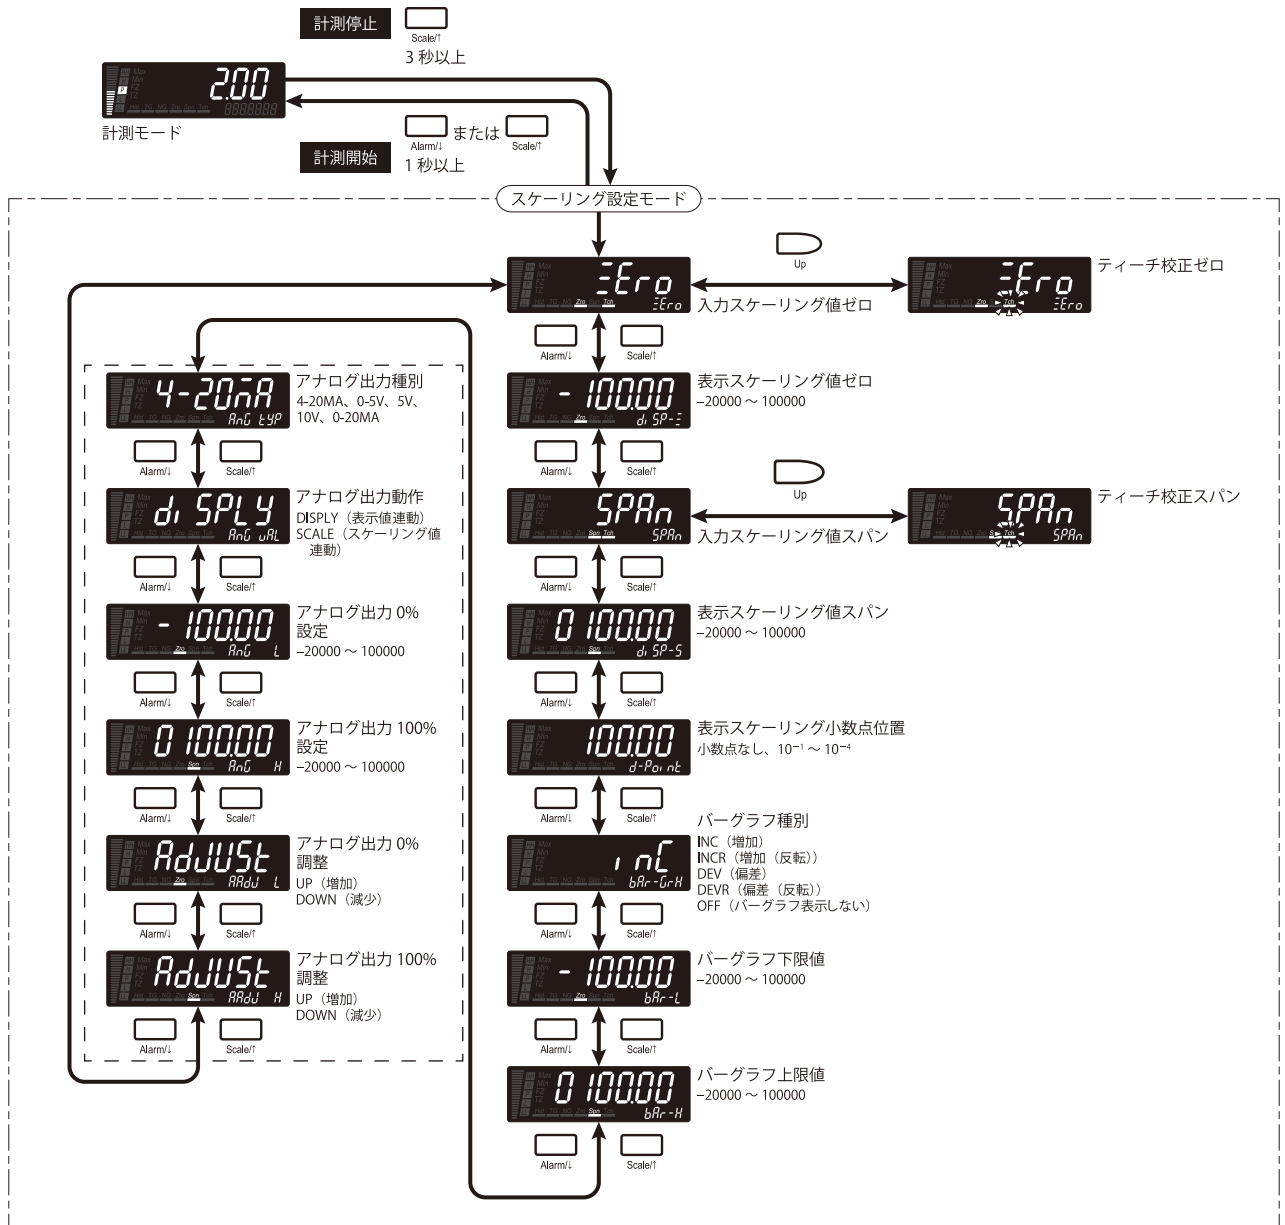 計測停止
Scale/↑
3 秒以上
2.00
計測モード
Alarm/↓
または
Scale/↑
計測開始
1 秒以上
スケーリング設定モード
ZEro
ZEro
入力スケーリング値ゼロ
Up
ZEro
ZEro
ティーチ校正ゼロ
Alarm/↓
Scale/↑
-100.00
diSP-Z
表示スケーリング値ゼロ
–20000 ~ 100000
Alarm/↓
Scale/↑
SPAn
SPAn
入力スケーリング値スパン
Up
SPAn
SPAn
ティーチ校正スパン
Alarm/↓
Scale/↑
0100.00
diSP-S
表示スケーリング値スパン
–20000 ~ 100000
Alarm/↓
Scale/↑
100.00
d-Point
表示スケーリング小数点位置
小数点なし、10⁻¹ ~ 10⁻⁴
Alarm/↓
Scale/↑
inC
bAr-GrH
バーグラフ種別
INC(増加)
INCR(増加(反転))
DEV(偏差)
DEVR(偏差(反転))
OFF(バーグラフ表示しない)
Alarm/↓
Scale/↑
-100.00
bAr-L
バーグラフ下限値
–20000 ~ 100000
Alarm/↓
Scale/↑
0100.00
bAr-H
バーグラフ上限値
–20000 ~ 100000
Alarm/↓
Scale/↑
4-20mA
AnG tYP
アナログ出力種別
4-20MA、0-5V、5V、
10V、0-20MA
Alarm/↓
Scale/↑
diSPLY
AnG vAL
アナログ出力動作
DISPLY(表示値連動)
SCALE(スケーリング値
連動)
Alarm/↓
Scale/↑
-100.00
AnG L
アナログ出力 0%
設定
–20000 ~ 100000
Alarm/↓
Scale/↑
0100.00
AnG H
アナログ出力 100%
設定
–20000 ~ 100000
Alarm/↓
Scale/↑
AdJUSt
AAdJ L
アナログ出力 0%
調整
UP(増加)
DOWN(減少)
Alarm/↓
Scale/↑
AdJUSt
AAdJ H
アナログ出力 100%
調整
UP(増加)
DOWN(減少)
Alarm/↓
Scale/↑